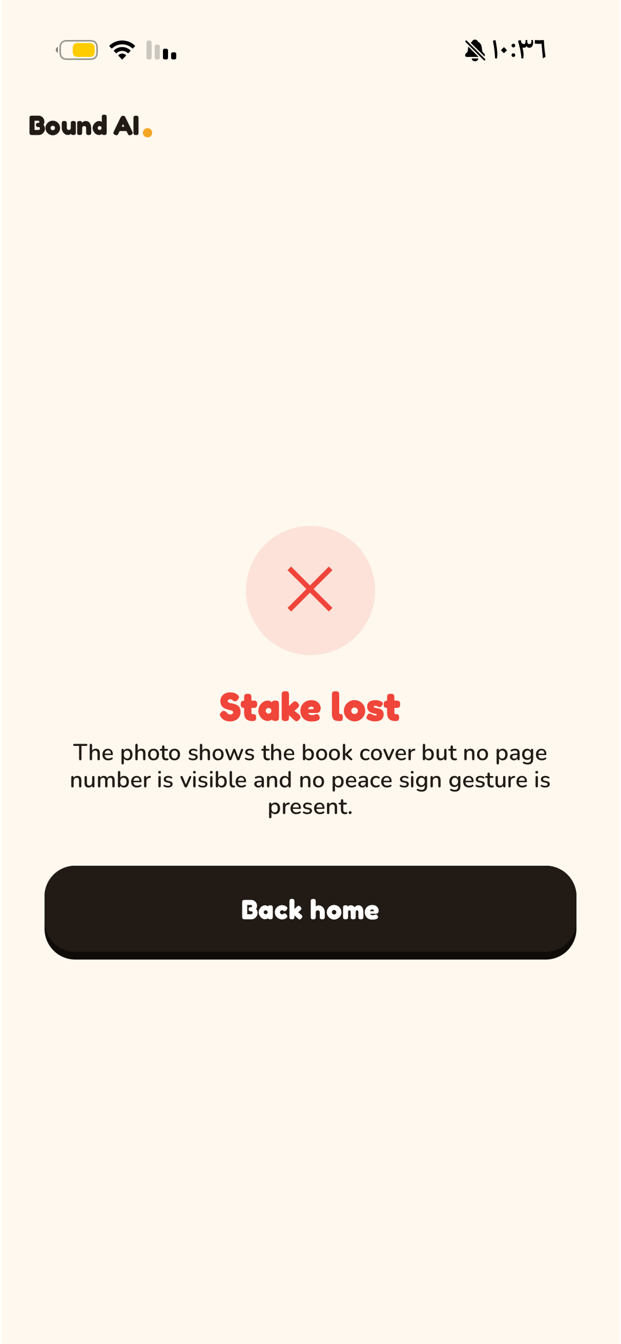 ١٠:٣٦
Bound AI.
Stake lost
The photo shows the book cover but no page
number is visible and no peace sign gesture is
present.
Back home